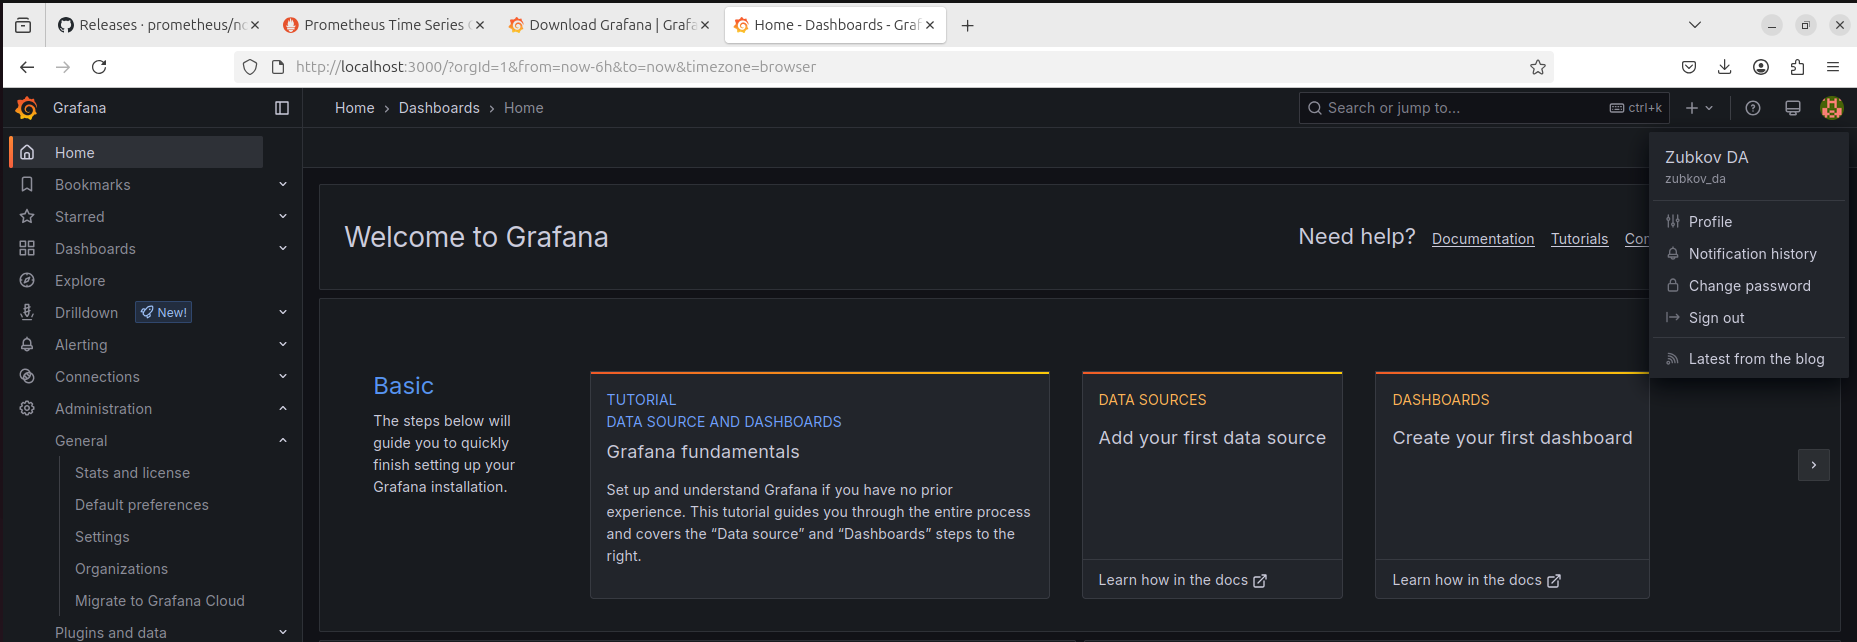 Releases · prometheus/no
Prometheus Time Series
Download Grafana | Grafa
Home - Dashboards - Graf
http://localhost:3000/?orgId=1&from=now-6h&to=now&timezone=browser
Grafana
Home › Dashboards › Home
Search or jump to...
ctrl+k
Zubkov DA
zubkov_da
Profile
Notification history
Change password
Sign out
Latest from the blog
Home
Bookmarks
Starred
Dashboards
Explore
Drilldown
New!
Alerting
Connections
Administration
General
Stats and license
Default preferences
Settings
Organizations
Migrate to Grafana Cloud
Plugins and data
Welcome to Grafana
Need help?
Documentation
Tutorials
Basic
The steps below will
guide you to quickly
finish setting up your
Grafana installation.
TUTORIAL
DATA SOURCE AND DASHBOARDS
Grafana fundamentals
Set up and understand Grafana if you have no prior
experience. This tutorial guides you through the entire process
and covers the “Data source” and “Dashboards” steps to the
right.
DATA SOURCES
Add your first data source
Learn how in the docs
DASHBOARDS
Create your first dashboard
Learn how in the docs